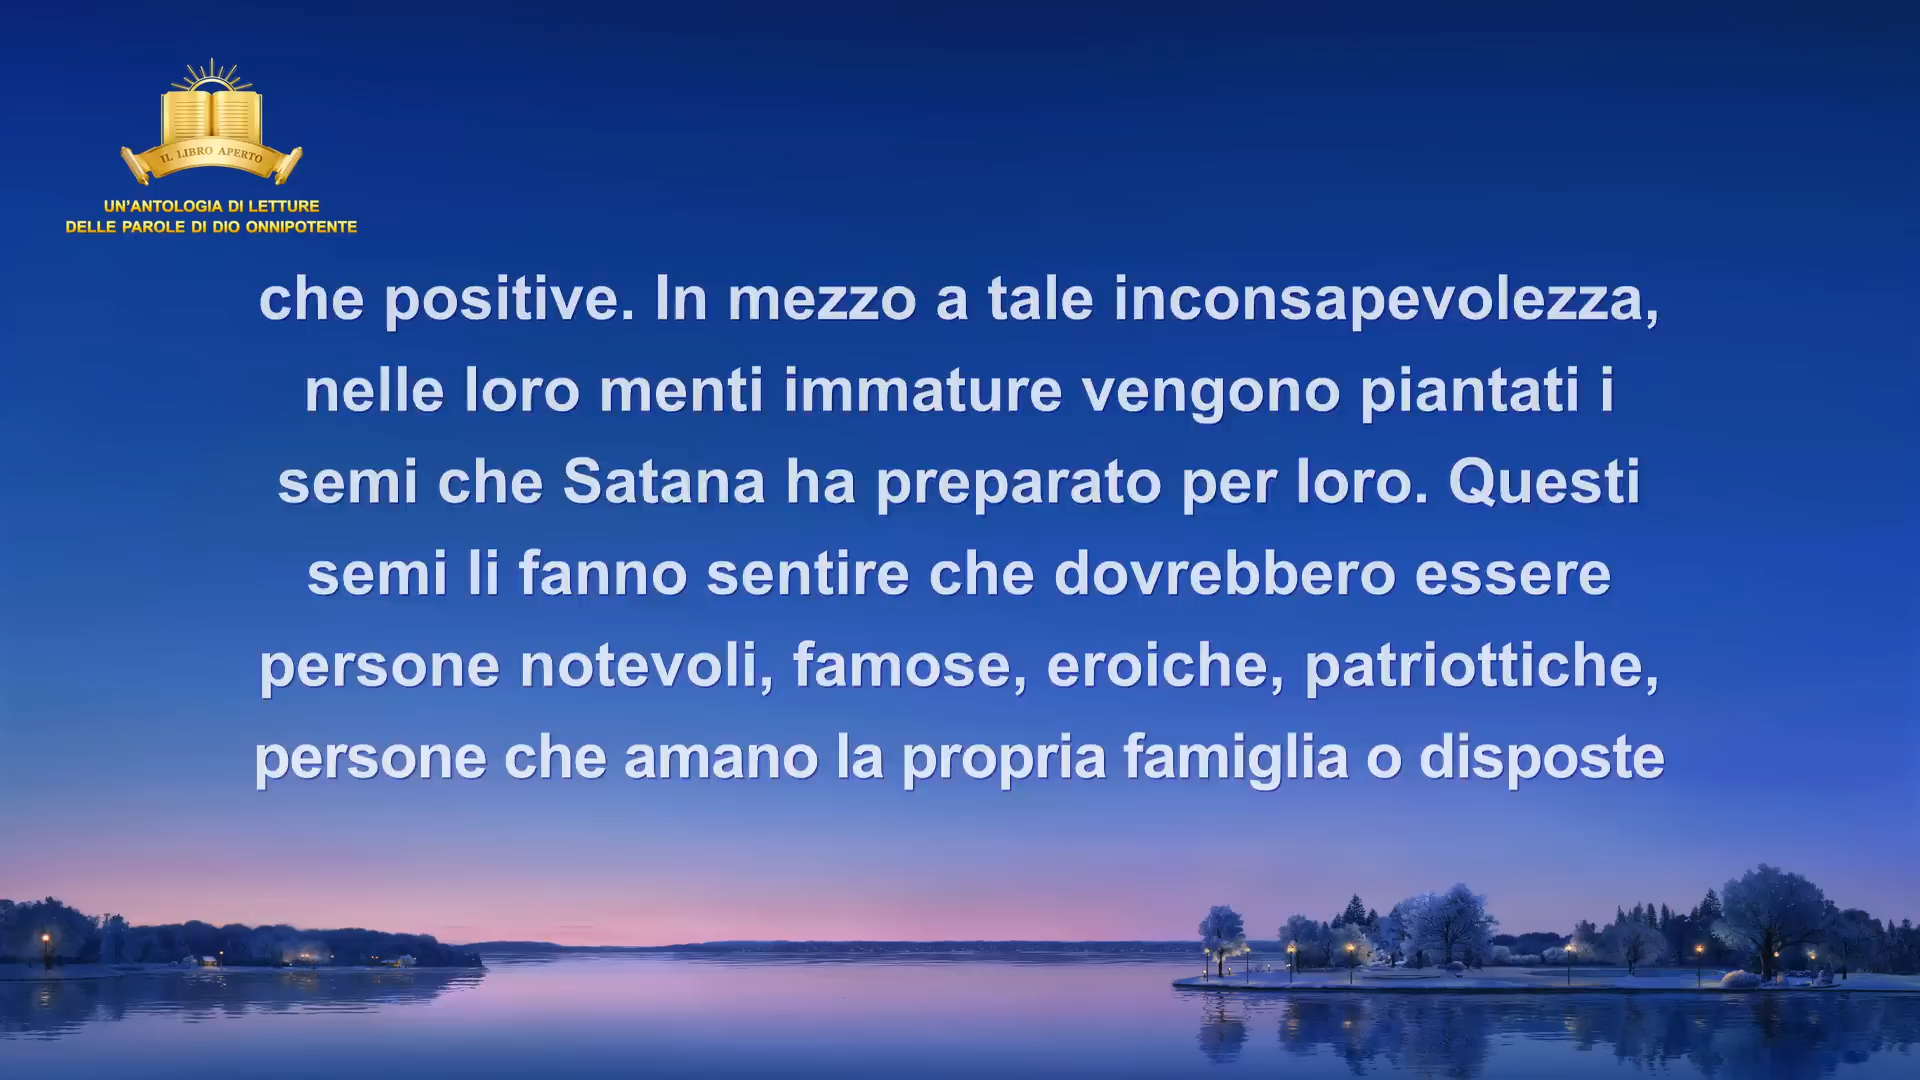 IL LIBRO APERTO
UN'ANTOLOGIA DI LETTURE
DELLE PAROLE DI DIO ONNIPOTENTE
che positive. In mezzo a tale inconsapevolezza,
nelle loro menti immature vengono piantati i
semi che Satana ha preparato per loro. Questi
semi li fanno sentire che dovrebbero essere
persone notevoli, famose, eroiche, patriottiche,
persone che amano la propria famiglia o disposte